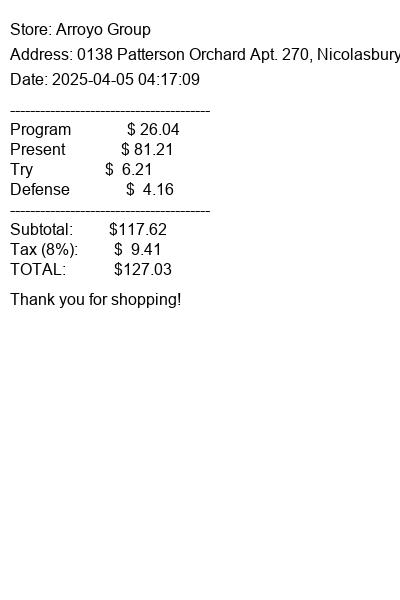 Store: Arroyo Group
Address: 0138 Patterson Orchard Apt. 270, Nicolasbury
Date: 2025-04-05 04:17:09
----------------------------------------
Program $ 26.04
Present $ 81.21
Try $ 6.21
Defense $ 4.16
----------------------------------------
Subtotal: $117.62
Tax (8%): $ 9.41
TOTAL: $127.03
Thank you for shopping!